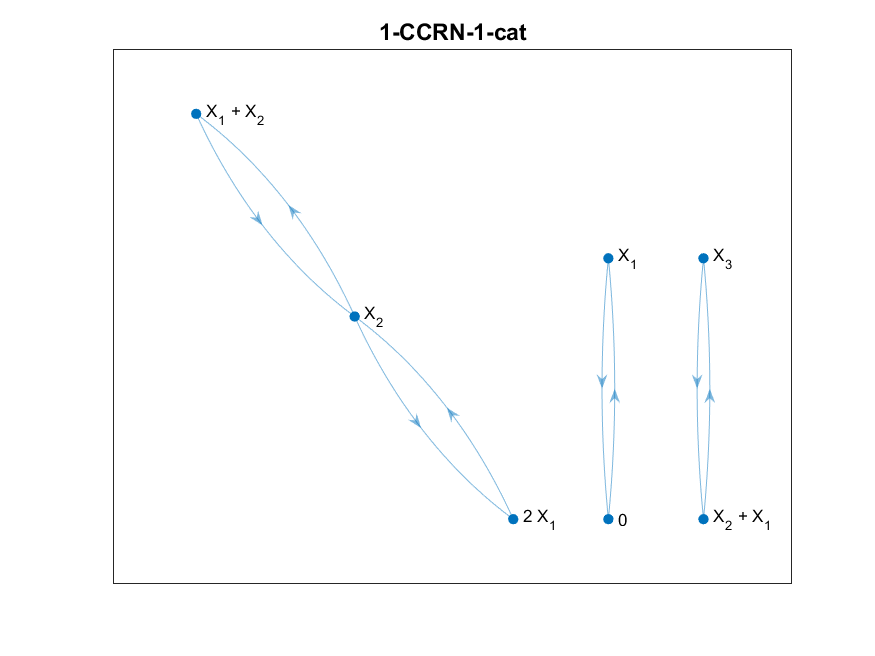 1-CCRN-1-cat
X₁ + X₂
X₁
X₃
X₂
2 X₁
0
X₂ + X₁